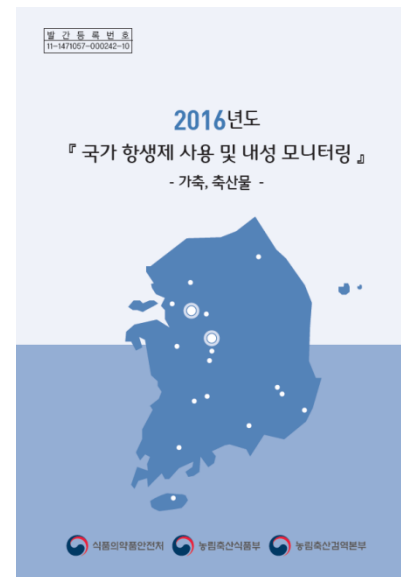 발 간 등 록 번 호
11-1471057-000242-10
2016년도
『 국가 항생제 사용 및 내성 모니터링 』
- 가축, 축산물 -
식품의약품안전처 농림축산식품부 농림축산검역본부